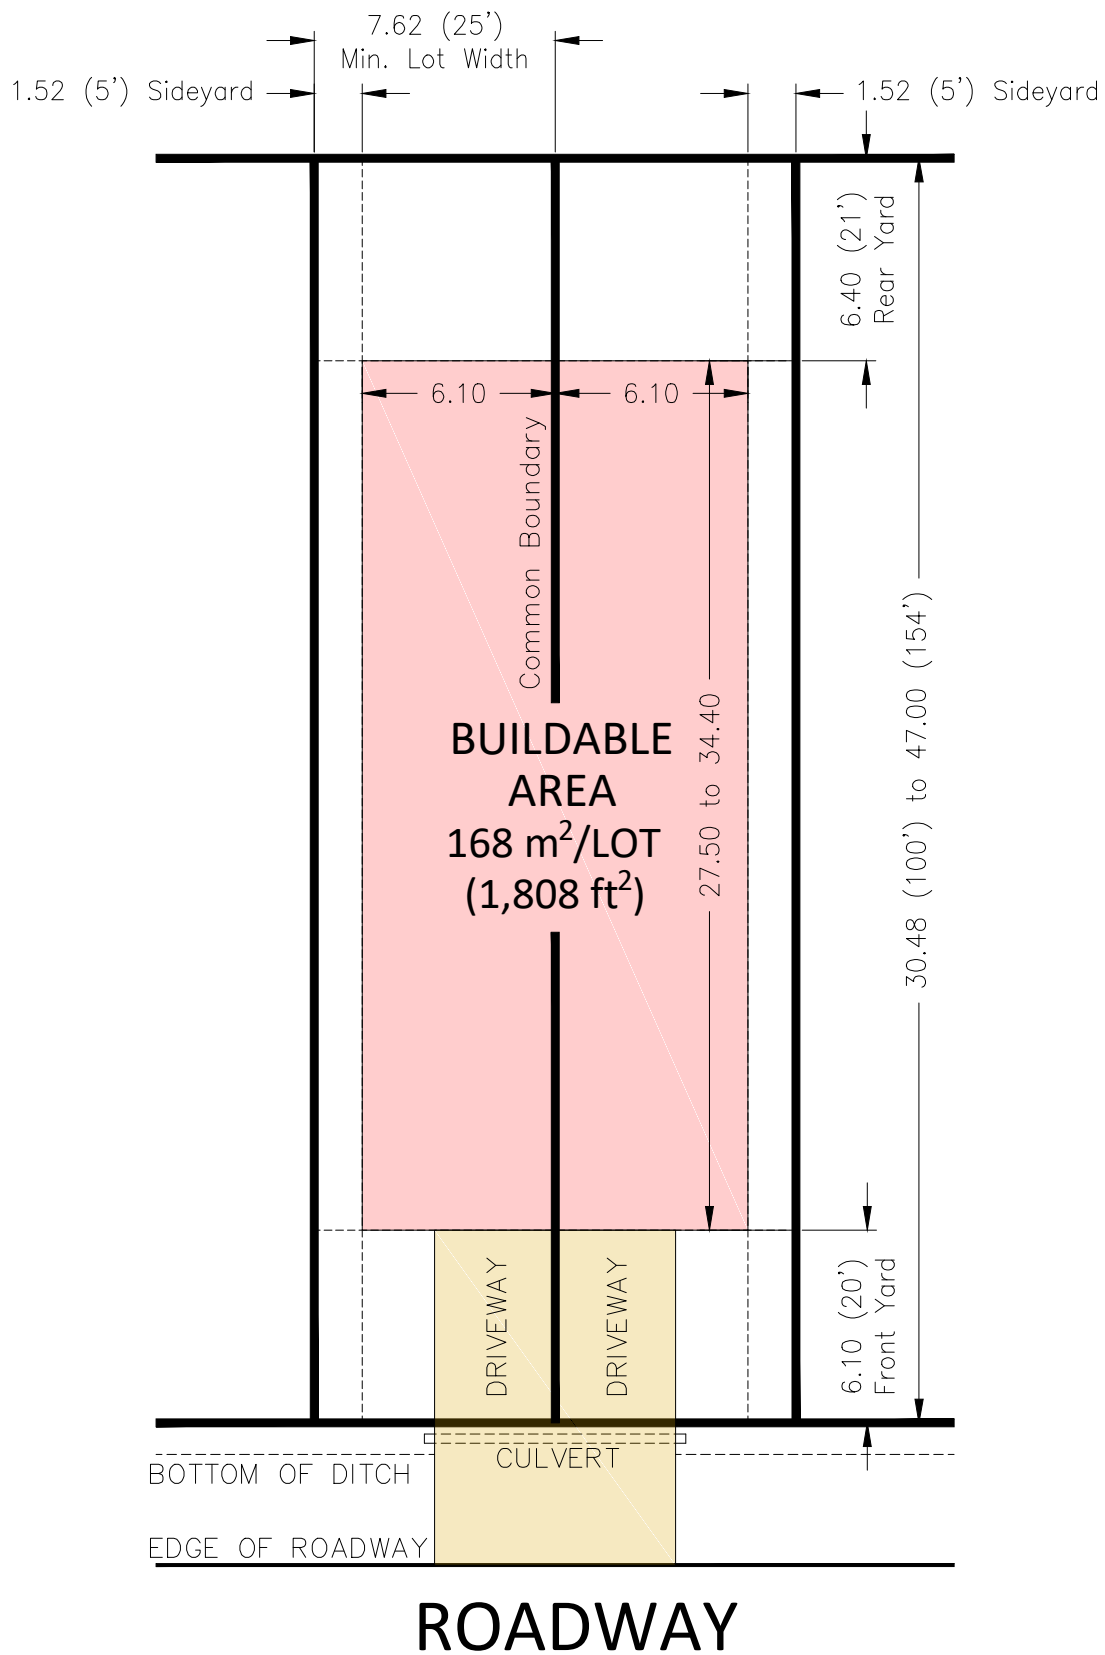 7.62 (25')
Min. Lot Width
1.52 (5') Sideyard
1.52 (5') Sideyard
6.40 (21')
Rear Yard
6.10
6.10
Common Boundary
BUILDABLE
AREA
168 m²/LOT
(1,808 ft²)
27.50 to 34.40
30.48 (100') to 47.00 (154')
DRIVEWAY
DRIVEWAY
6.10 (20')
Front Yard
CULVERT
BOTTOM OF DITCH
EDGE OF ROADWAY
ROADWAY